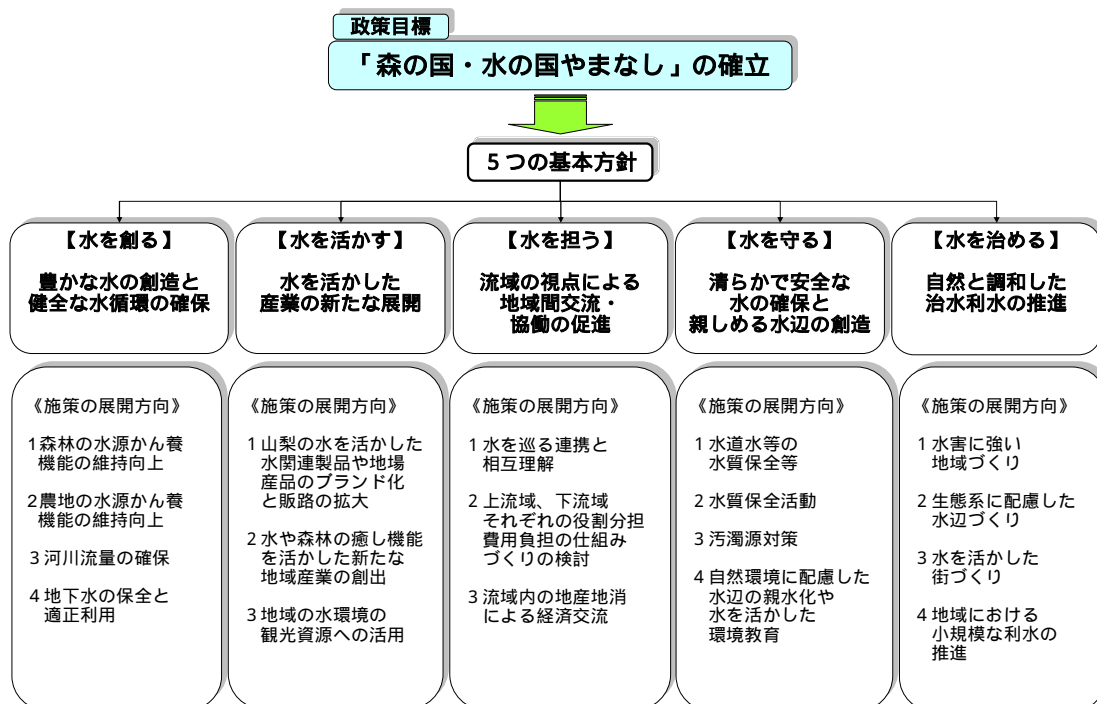 政策目標
「森の国・水の国やまなし」の確立
5つの基本方針
【水を創る】
豊かな水の創造と
健全な水循環の確保
【水を活かす】
水を活かした
産業の新たな展開
【水を担う】
流域の視点による
地域間交流・
協働の促進
【水を守る】
清らかで安全な
水の確保と
親しめる水辺の創造
【水を治める】
自然と調和した
治水利水の推進
《施策の展開方向》
1森林の水源かん養
機能の維持向上
2農地の水源かん養
機能の維持向上
3河川流量の確保
4地下水の保全と
適正利用
《施策の展開方向》
1山梨の水を活かした
水関連製品や地場
産品のブランド化
と販路の拡大
2水や森林の癒し機能
を活かした新たな
地域産業の創出
3地域の水環境の
観光資源への活用
《施策の展開方向》
1水を巡る連携と
相互理解
2上流域、下流域
それぞれの役割分担
費用負担の仕組み
づくりの検討
3流域内の地産地消
による経済交流
《施策の展開方向》
1水道水等の
水質保全等
2水質保全活動
3汚濁源対策
4自然環境に配慮した
水辺の親水化や
水を活かした
環境教育
《施策の展開方向》
1水害に強い
地域づくり
2生態系に配慮した
水辺づくり
3水を活かした
街づくり
4地域における
小規模な利水の
推進